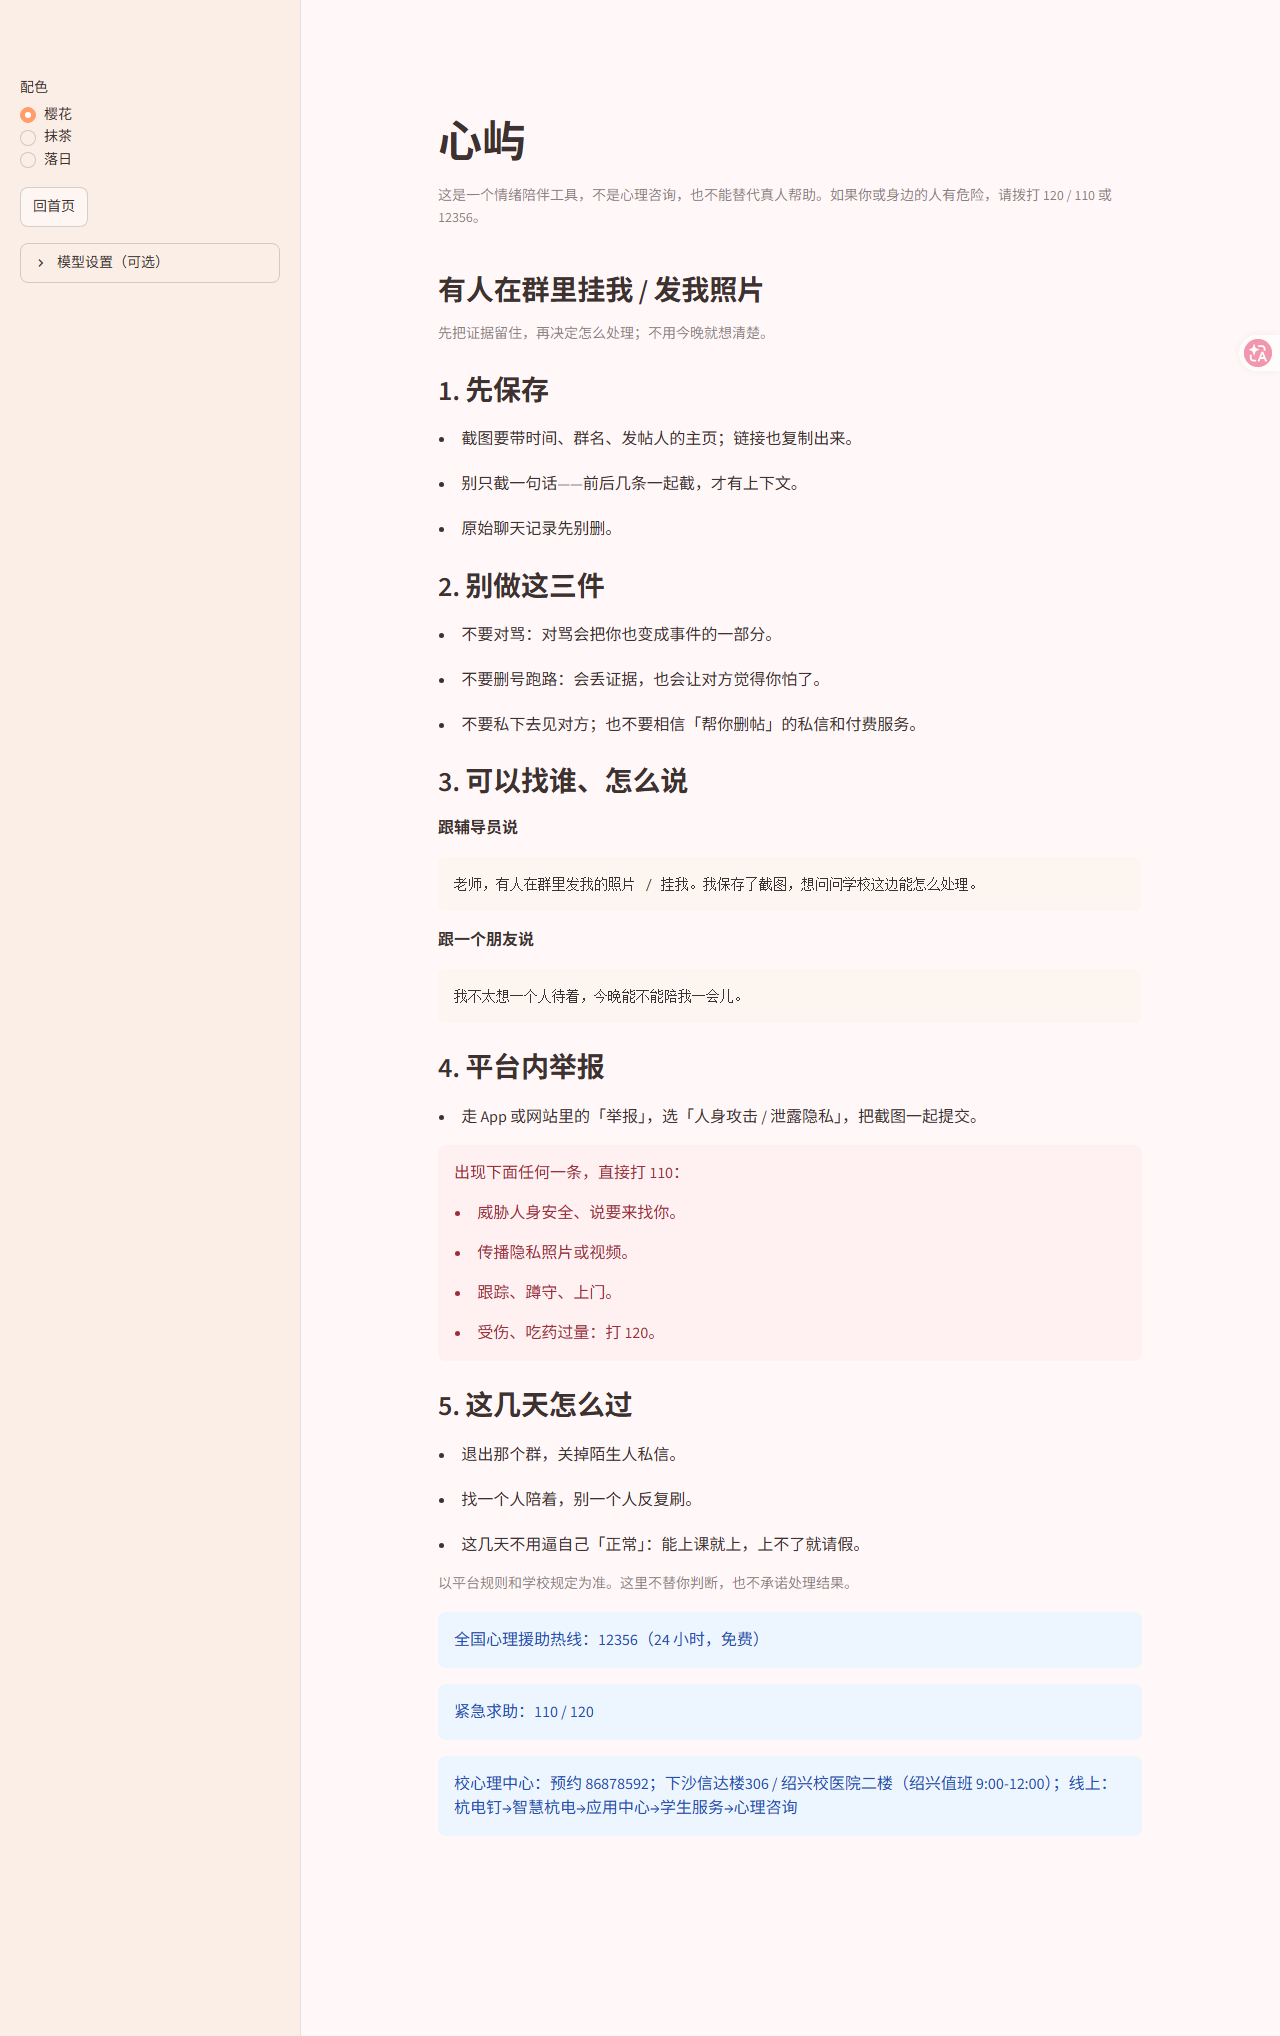 配色
樱花
抹茶
落日
回首页
模型设置（可选）
心屿
这是一个情绪陪伴工具，不是心理咨询，也不能替代真人帮助。如果你或身边的人有危险，请拨打 120 / 110 或
12356。
有人在群里挂我 / 发我照片
先把证据留住，再决定怎么处理；不用今晚就想清楚。
1. 先保存
• 截图要带时间、群名、发帖人的主页；链接也复制出来。
• 别只截一句话——前后几条一起截，才有上下文。
• 原始聊天记录先别删。
2. 别做这三件
• 不要对骂：对骂会把你也变成事件的一部分。
• 不要删号跑路：会丢证据，也会让对方觉得你怕了。
• 不要私下去见对方；也不要相信「帮你删帖」的私信和付费服务。
3. 可以找谁、怎么说
跟辅导员说
老师，有人在群里发我的照片 / 挂我。我保存了截图，想问问学校这边能怎么处理。
跟一个朋友说
我不太想一个人待着，今晚能不能陪我一会儿。
4. 平台内举报
• 走 App 或网站里的「举报」，选「人身攻击 / 泄露隐私」，把截图一起提交。
出现下面任何一条，直接打 110：
• 威胁人身安全、说要来找你。
• 传播隐私照片或视频。
• 跟踪、蹲守、上门。
• 受伤、吃药过量：打 120。
5. 这几天怎么过
• 退出那个群，关掉陌生人私信。
• 找一个人陪着，别一个人反复刷。
• 这几天不用逼自己「正常」：能上课就上，上不了就请假。
以平台规则和学校规定为准。这里不替你判断，也不承诺处理结果。
全国心理援助热线：12356（24 小时，免费）
紧急求助：110 / 120
校心理中心：预约 86878592；下沙信达楼306 / 绍兴校医院二楼（绍兴值班 9:00-12:00）；线上：
杭电钉→智慧杭电→应用中心→学生服务→心理咨询